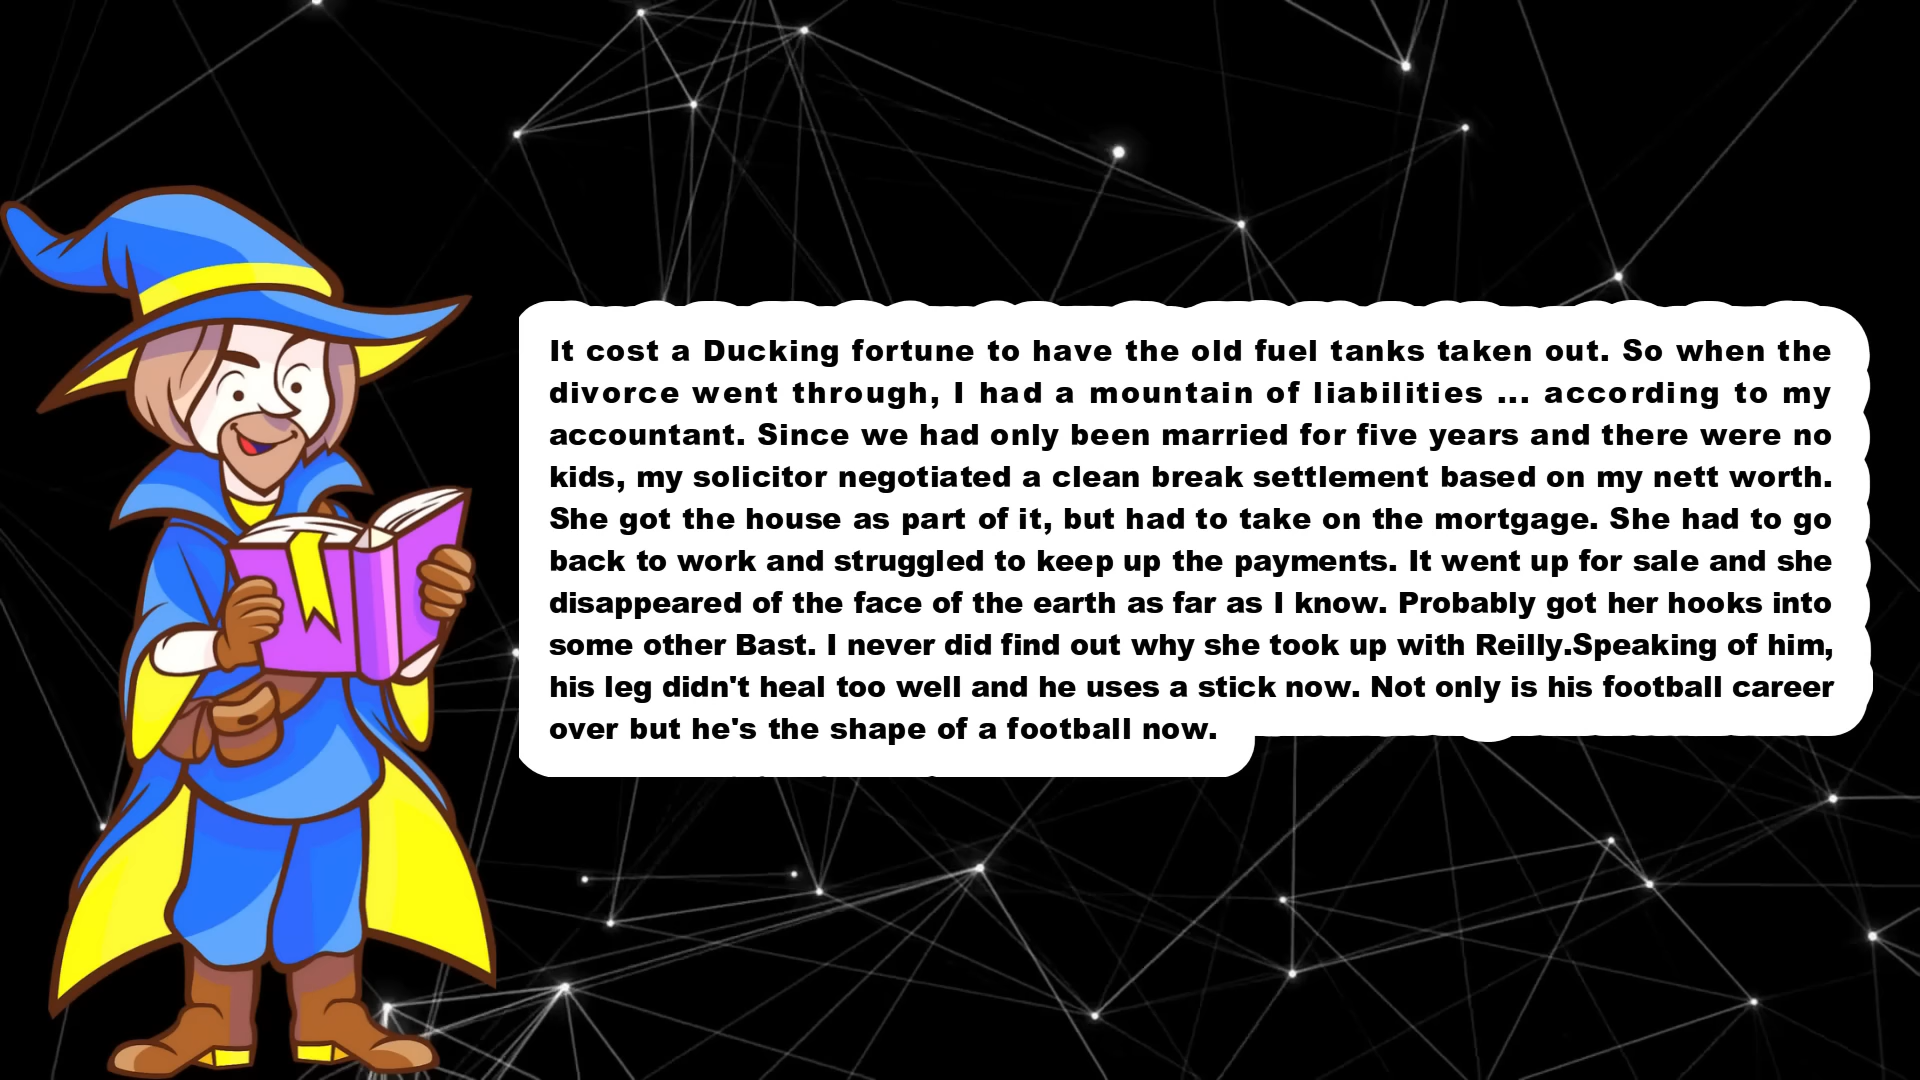 It cost a Ducking fortune to have the old fuel tanks taken out. So when the
divorce went through, I had a mountain of liabilities ... according to my
accountant. Since we had only been married for five years and there were no
kids, my solicitor negotiated a clean break settlement based on my nett worth.
She got the house as part of it, but had to take on the mortgage. She had to go
back to work and struggled to keep up the payments. It went up for sale and she
disappeared of the face of the earth as far as I know. Probably got her hooks into
some other Bast. I never did find out why she took up with Reilly.Speaking of him,
his leg didn't heal too well and he uses a stick now. Not only is his football career
over but he's the shape of a football now.